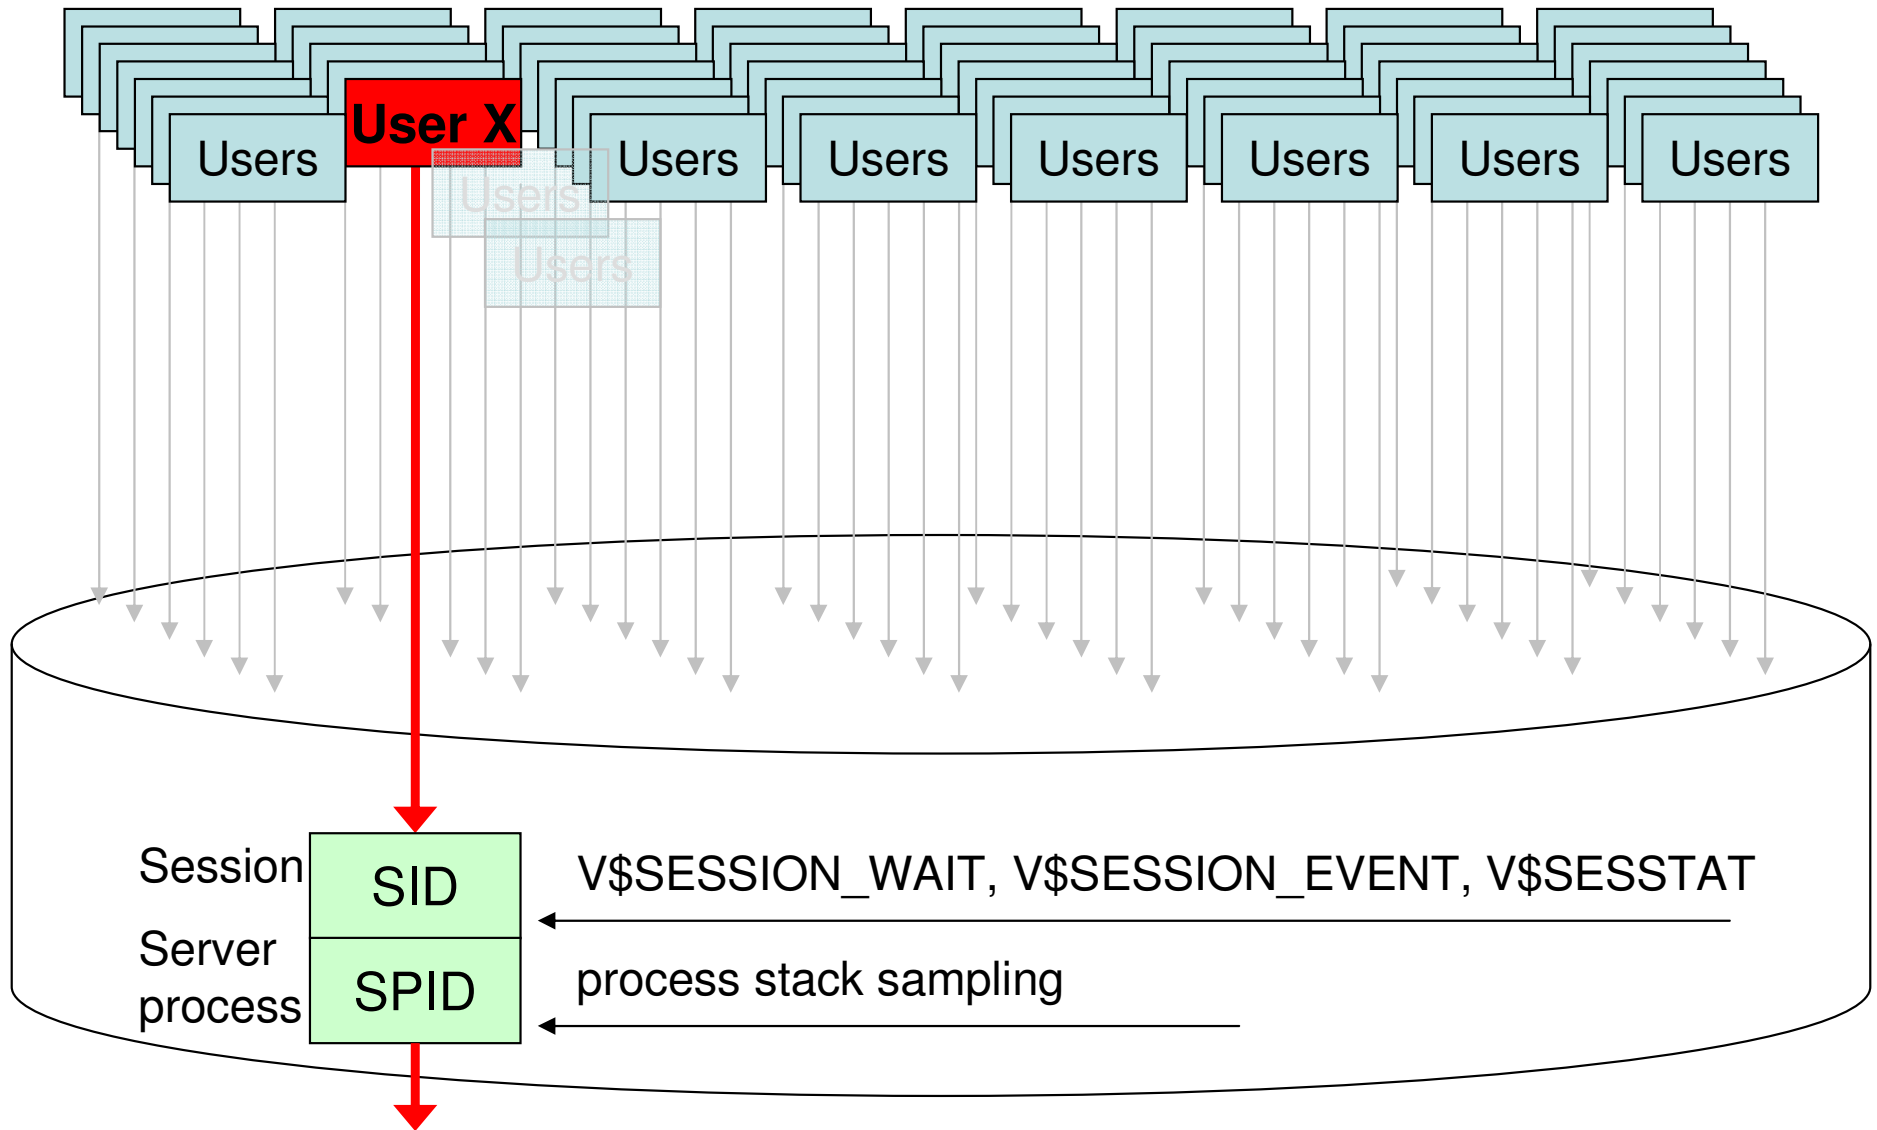 User X
Users
Users
Users
Users
Users
Users
Users
Users
Users
Session
SID
V$SESSION_WAIT, V$SESSION_EVENT, V$SESSTAT
Server
process
SPID
process stack sampling